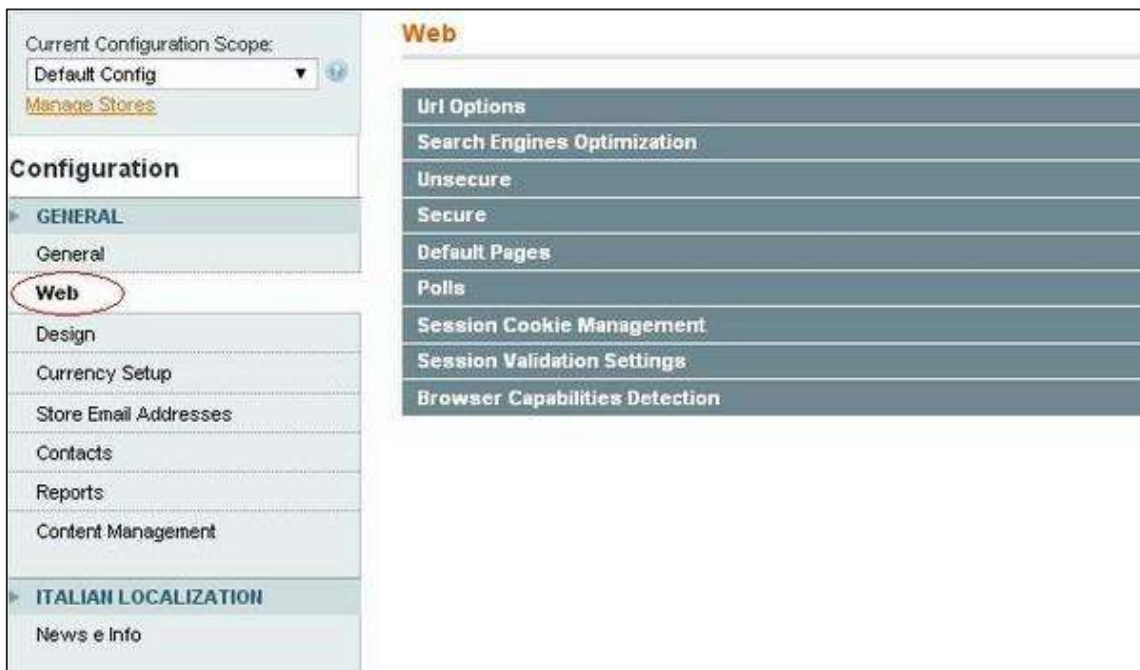 Current Configuration Scope:
Default Config
Manage Stores
Configuration
GENERAL
General
Web
Design
Currency Setup
Store Email Addresses
Contacts
Reports
Content Management
ITALIAN LOCALIZATION
News e Info
Web
Url Options
Search Engines Optimization
Unsecure
Secure
Default Pages
Polls
Session Cookie Management
Session Validation Settings
Browser Capabilities Detection